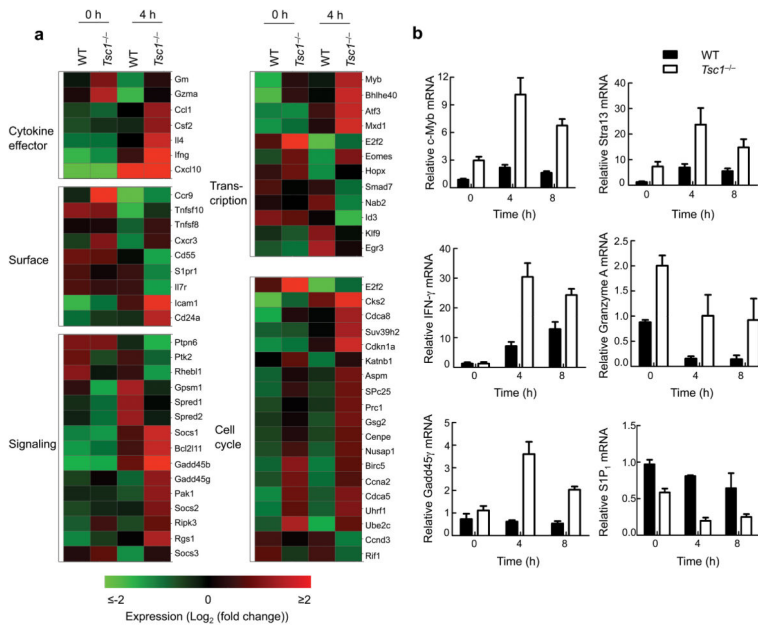 a
0 h
4 h
WT
Tsc1–/–
WT
Tsc1–/–
Cytokine
effector
Gm
Gzma
Ccl1
Csf2
Il4
Ifng
Cxcl10
Surface
Ccr9
Tnfsf10
Tnfsf8
Cxcr3
Cd55
S1pr1
Il7r
Icam1
Cd24a
Signaling
Ptpn6
Ptk2
Rhebl1
Gpsm1
Spred1
Spred2
Socs1
Bcl2l11
Gadd45b
Gadd45g
Pak1
Socs2
Ripk3
Rgs1
Socs3
0 h
4 h
WT
Tsc1–/–
WT
Tsc1–/–
Trans-
cription
Myb
Bhlhe40
Atf3
Mxd1
E2f2
Eomes
Hopx
Smad7
Nab2
Id3
Klf9
Egr3
Cell
cycle
E2f2
Cks2
Cdca8
Suv39h2
Cdkn1a
Katnb1
Aspm
SPc25
Prc1
Gsg2
Cenpe
Nusap1
Birc5
Ccna2
Cdca5
Uhrf1
Ube2c
Ccnd3
Rif1
≤-2
0
≥2
Expression (Log2 (fold change))
b
WT
Tsc1–/–
Relative c-Myb mRNA
12
9
6
3
0
0
4
8
Time (h)
Relative Stra13 mRNA
40
30
20
10
0
0
4
8
Time (h)
Relative IFN-γ mRNA
40
30
20
10
0
0
4
8
Time (h)
Relative Granzyme A mRNA
2.5
2.0
1.5
1.0
0.5
0.0
0
4
8
Time (h)
Relative Gadd45γ mRNA
5
4
3
2
1
0
0
4
8
Time (h)
Relative S1P1 mRNA
1.5
1.0
0.5
0.0
0
4
8
Time (h)